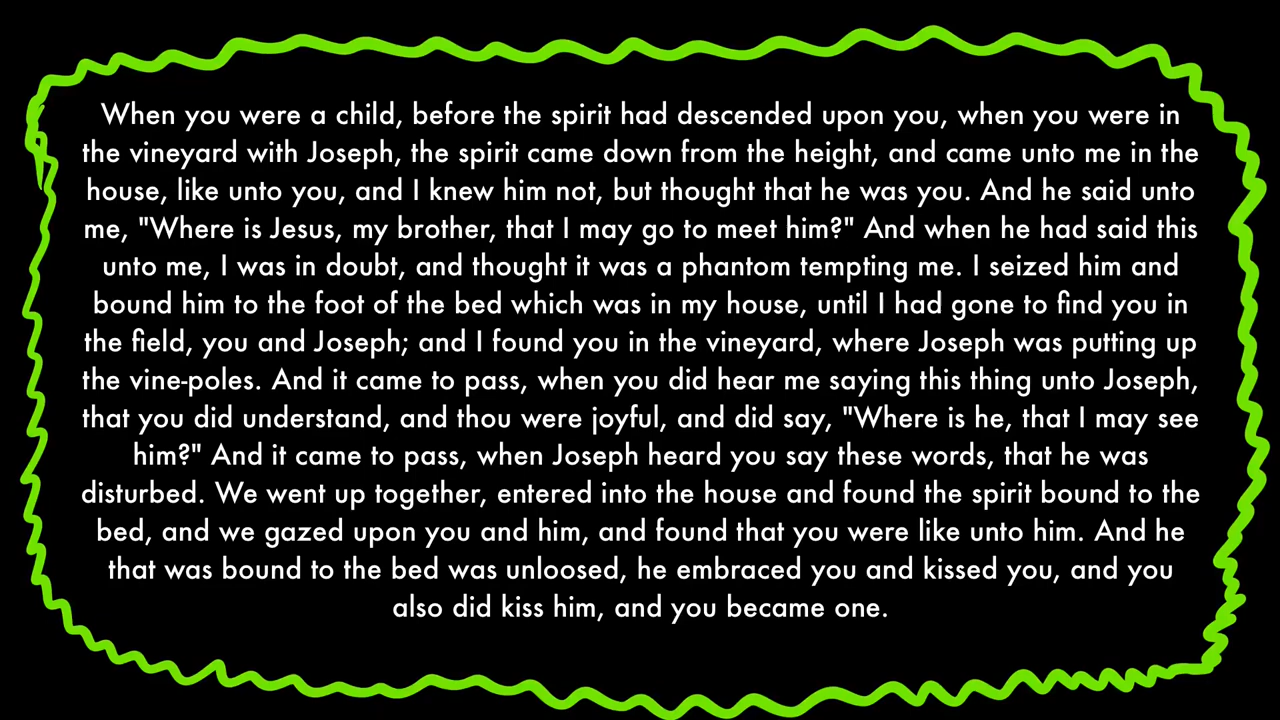 When you were a child, before the spirit had descended upon you, when you were in
the vineyard with Joseph, the spirit came down from the height, and came unto me in the
house, like unto you, and I knew him not, but thought that he was you. And he said unto
me, "Where is Jesus, my brother, that I may go to meet him?" And when he had said this
unto me, I was in doubt, and thought it was a phantom tempting me. I seized him and
bound him to the foot of the bed which was in my house, until I had gone to find you in
the field, you and Joseph; and I found you in the vineyard, where Joseph was putting up
the vine-poles. And it came to pass, when you did hear me saying this thing unto Joseph,
that you did understand, and thou were joyful, and did say, "Where is he, that I may see
him?" And it came to pass, when Joseph heard you say these words, that he was
disturbed. We went up together, entered into the house and found the spirit bound to the
bed, and we gazed upon you and him, and found that you were like unto him. And he
that was bound to the bed was unloosed, he embraced you and kissed you, and you
also did kiss him, and you became one.